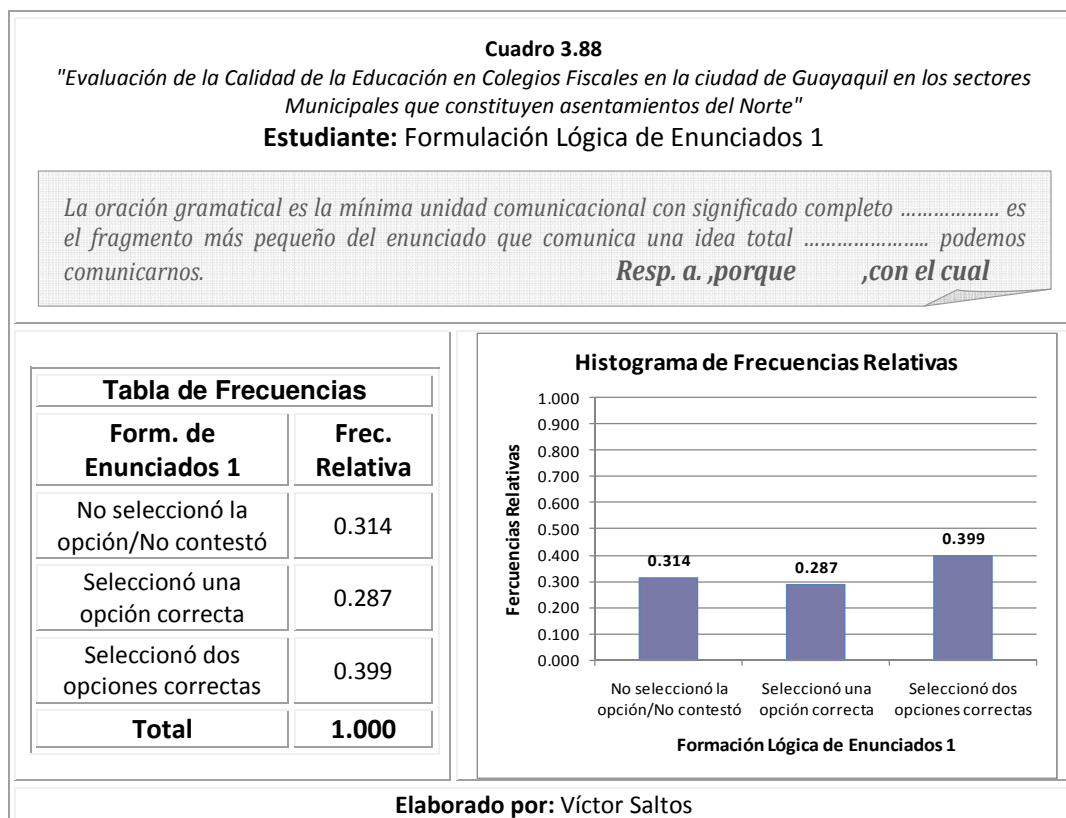 Cuadro 3.88
"Evaluación de la Calidad de la Educación en Colegios Fiscales en la ciudad de Guayaquil en los sectores
Municipales que constituyen asentamientos del Norte"
Estudiante: Formulación Lógica de Enunciados 1
La oración gramatical es la mínima unidad comunicacional con significado completo .................. es
el fragmento más pequeño del enunciado que comunica una idea total ...................... podemos
comunicarnos. Resp. a. ,porque ,con el cual
Tabla de Frecuencias
Form. de
Enunciados 1
Frec.
Relativa
No seleccionó la
opción/No contestó
0.314
Seleccionó una
opción correcta
0.287
Seleccionó dos
opciones correctas
0.399
Total
1.000
Histograma de Frecuencias Relativas
Fercuencias Relativas
1.000
0.900
0.800
0.700
0.600
0.500
0.400
0.300
0.200
0.100
0.000
0.314
0.287
0.399
No seleccionó la
opción/No contestó
Seleccionó una
opción correcta
Seleccionó dos
opciones correctas
Formación Lógica de Enunciados 1
Elaborado por: Víctor Saltos